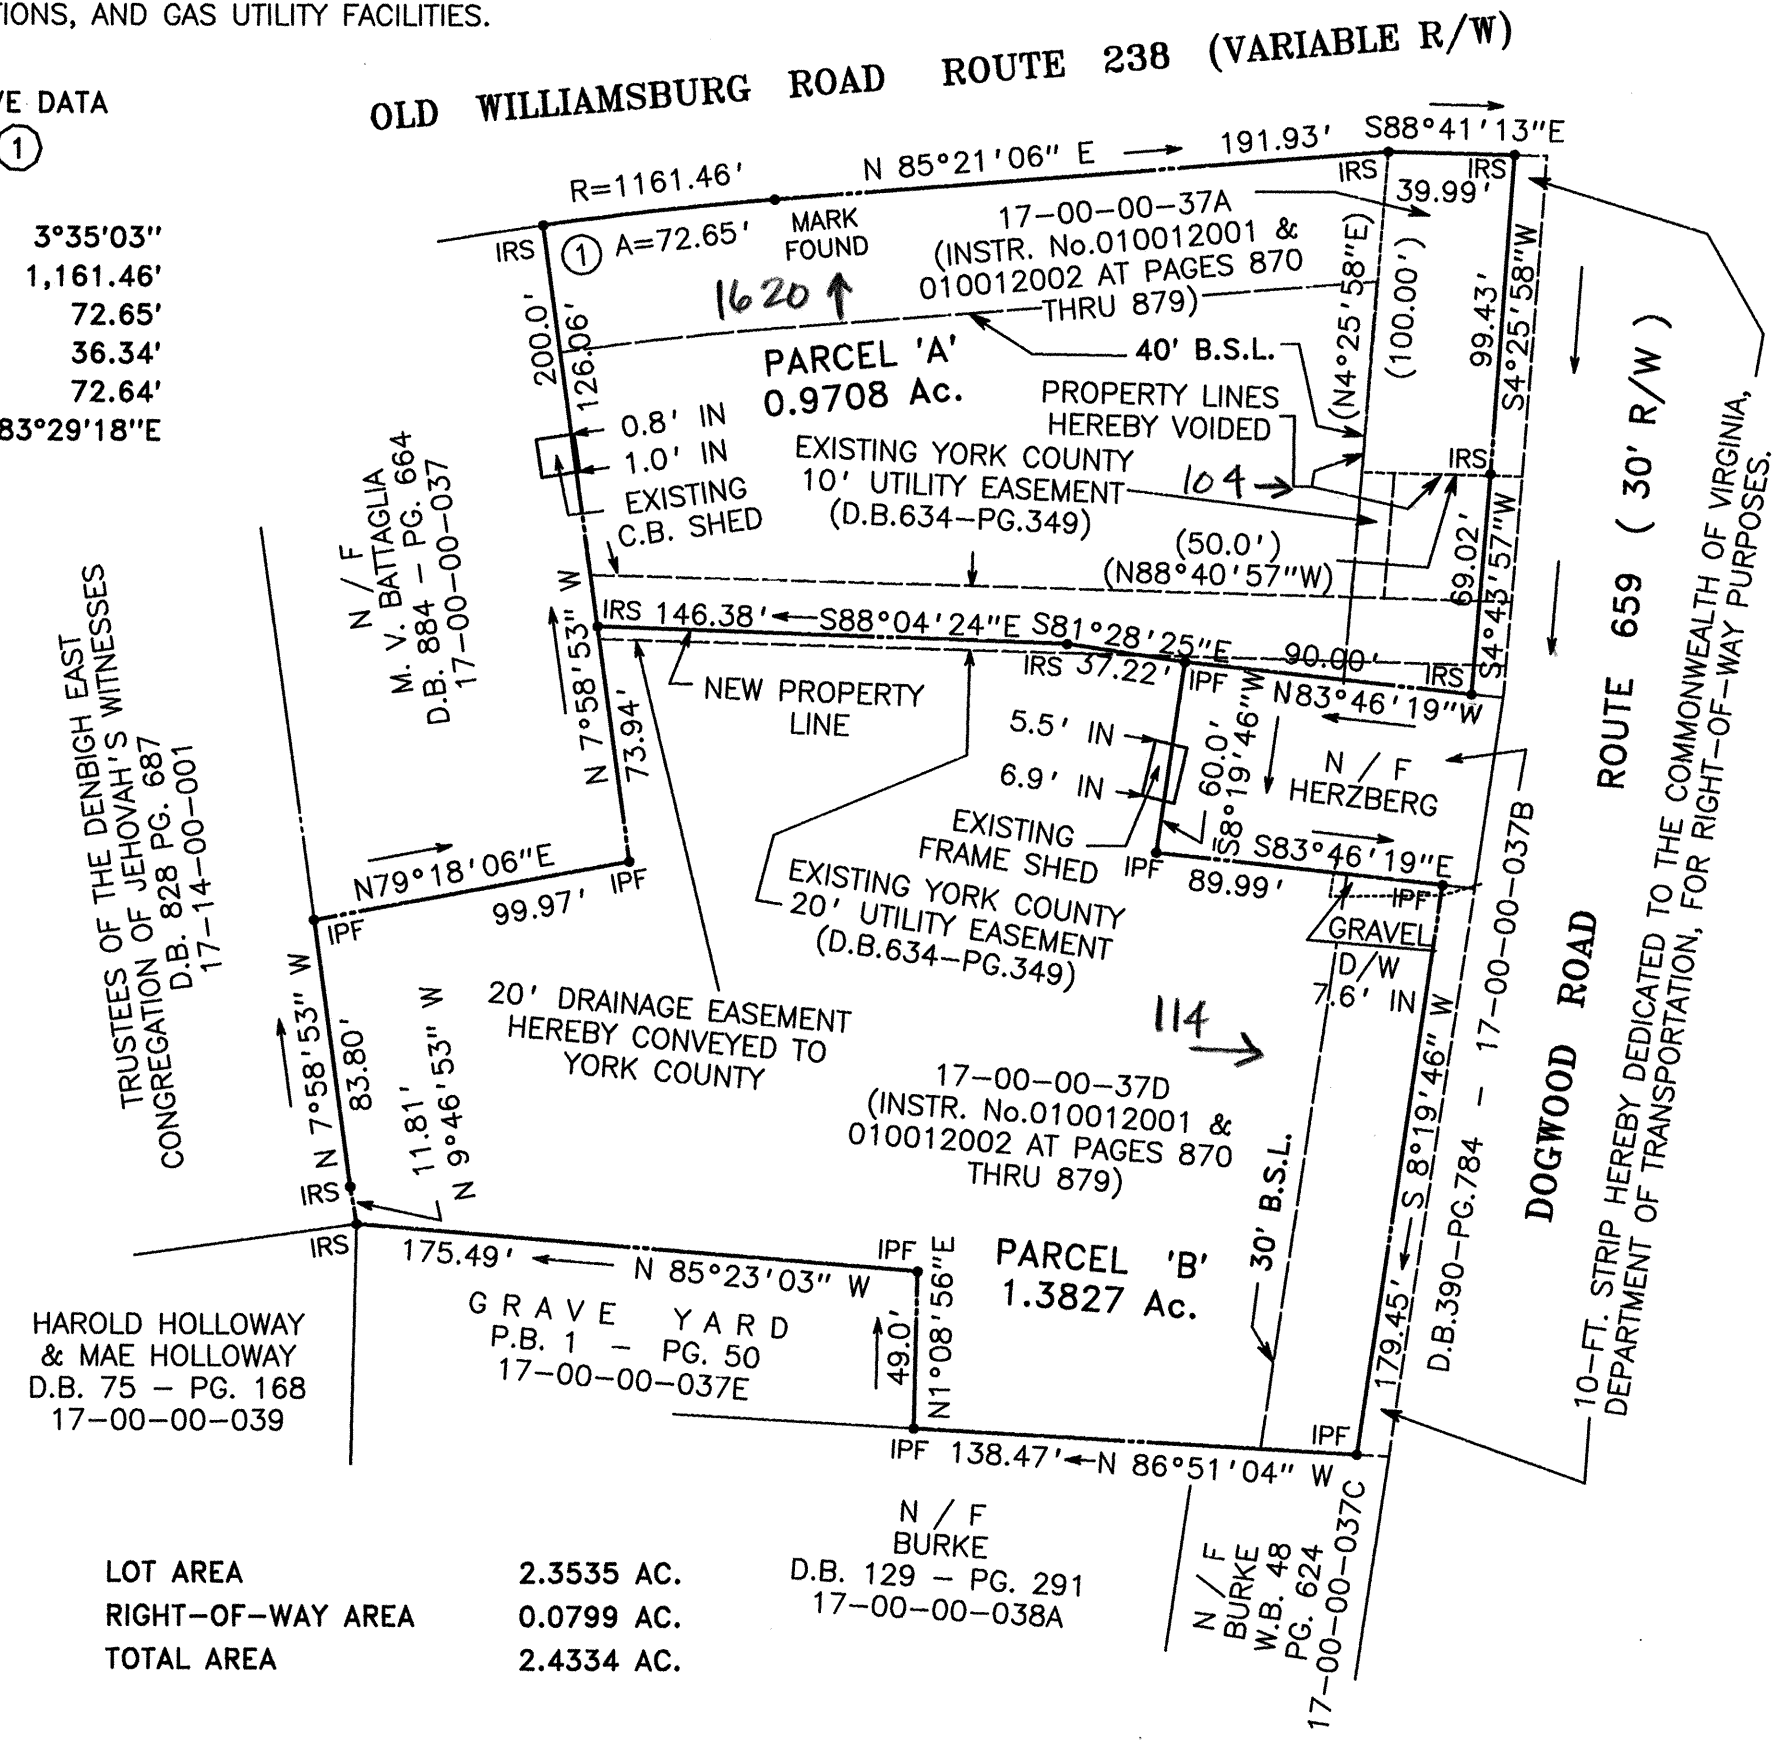 TIONS, AND GAS UTILITY FACILITIES.
VE DATA
1
3°35'03"
1,161.46'
72.65'
36.34'
72.64'
83°29'18"E
OLD WILLIAMSBURG ROAD ROUTE 238 (VARIABLE R/W)
R=1161.46'
N 85°21'06" E
191.93'
S88°41'13"E
IRS
1
A=72.65'
MARK
FOUND
IRS
IRS
39.99'
17-00-00-37A
(INSTR. No.010012001 &
010012002 AT PAGES 870
THRU 879)
1620
(N4°25'58"E)
(100.00')
99.43'
S4°25'58"W
200.0'
126.06'
PARCEL 'A'
0.9708 Ac.
40' B.S.L.
PROPERTY LINES
HEREBY VOIDED
0.8' IN
1.0' IN
EXISTING
C.B. SHED
EXISTING YORK COUNTY
10' UTILITY EASEMENT
(D.B.634-PG.349)
104
IRS
(50.0')
(N88°40'57"W)
69.02'
S4°43'57"W
N / F
M. V. BATTAGLIA
D.B. 884 - PG. 664
17-00-00-037
TRUSTEES OF THE DENBIGH EAST
CONGREGATION OF JEHOVAH'S WITNESSES
D.B. 828 PG. 687
17-14-00-001
N 7°58'53" W
73.94'
IRS 146.38'
S88°04'24"E
S81°28'25"E
IRS 37.22'
IPF
90.00'
IRS
N83°46'19"W
NEW PROPERTY
LINE
5.5' IN
6.9' IN
60.0'
S8°19'46"W
N / F
HERZBERG
EXISTING
FRAME SHED
IPF
S83°46'19"E
89.99'
IPF
GRAVEL
D/W
7.6' IN
EXISTING YORK COUNTY
20' UTILITY EASEMENT
(D.B.634-PG.349)
N79°18'06"E
99.97'
IPF
IPF
N 7°58'53" W
83.80'
11.81'
N 9°46'53" W
IRS
IRS
20' DRAINAGE EASEMENT
HEREBY CONVEYED TO
YORK COUNTY
114
17-00-00-37D
(INSTR. No.010012001 &
010012002 AT PAGES 870
THRU 879)
30' B.S.L.
S 8°19'46" W
179.45'
D.B.390-PG.784 - 17-00-00-037B
ROUTE 659 ( 30' R/W )
DOGWOOD ROAD
10-FT. STRIP HEREBY DEDICATED TO THE COMMONWEALTH OF VIRGINIA,
DEPARTMENT OF TRANSPORTATION, FOR RIGHT-OF-WAY PURPOSES.
175.49'
N 85°23'03" W
IPF
N1°08'56"E
49.0'
PARCEL 'B'
1.3827 Ac.
GRAVE YARD
P.B. 1 - PG. 50
17-00-00-037E
HAROLD HOLLOWAY
& MAE HOLLOWAY
D.B. 75 - PG. 168
17-00-00-039
IPF
138.47'
N 86°51'04" W
IPF
N / F
BURKE
D.B. 129 - PG. 291
17-00-00-038A
N / F
BURKE
W.B. 48
PG. 624
17-00-00-037C
LOT AREA 2.3535 AC.
RIGHT-OF-WAY AREA 0.0799 AC.
TOTAL AREA 2.4334 AC.